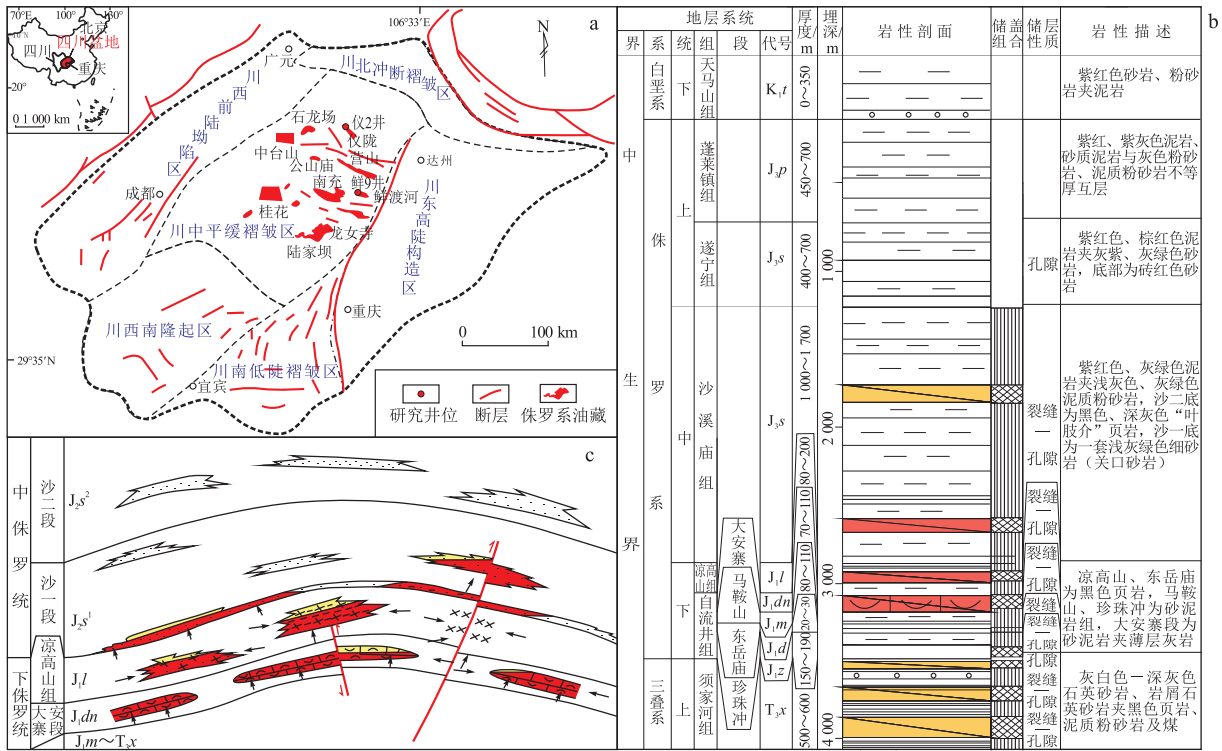 70°E
100°
130°
a
北京
四川盆地
四川
重庆
20°
0 1 000 km
106°33′E
N
广元
川西前陆坳陷区
川北冲断褶皱区
石龙场
仪2井
仪陇
营山
中台山
公山庙
达州
南充
鲜9井
成都
鲜渡河
桂花
川中平缓褶皱区
龙女寺
陆家坝
川东高陡构造区
重庆
0 100 km
川西南隆起区
29°35′N
川南低陡褶皱区
宜宾
研究井位
断层
侏罗系油藏
c
中侏罗统
沙二段
J₂s²
沙一段
J₂s¹
下侏罗统
凉高山组
J₁l
大安寨段
J₁dn
J₁m～T₃x
b
地层系统
厚度/m
埋深/m
岩性剖面
储盖组合
储层性质
岩性描述
界
系
统
组
段
代号
中生界
白垩系
下
天马山组
K₁t
0～350
紫红色砂岩、粉砂
岩夹泥岩
侏罗系
上
蓬莱镇组
J₃p
450～700
紫红、紫灰色泥岩、
砂质泥岩与灰色粉砂
岩、泥质粉砂岩不等
厚互层
遂宁组
J₃s
400～700
1 000
孔隙
紫红色、棕红色泥
岩夹灰紫、灰绿色砂
岩，底部为砖红色砂
岩
中
沙溪庙组
J₃s
1 000～1 700
2 000
裂缝
—
孔隙
紫红色、灰绿色泥
岩夹浅灰色、灰绿色
泥质粉砂岩，沙二底
为黑色、深灰色“叶
肢介”页岩，沙一底
为一套浅灰绿色细砂
岩（关口砂岩）
下
凉高山组
J₁l
80～200
裂缝
—
孔隙
自流井组
大安寨
J₁dn
70～110
裂缝
—
孔隙
马鞍山
J₁m
80～110
3 000
裂缝
孔隙
东岳庙
J₁d
20～30
裂缝
—
孔隙
珍珠冲
J₁z
150～190
孔隙
凉高山、东岳庙
为黑色页岩，马鞍
山、珍珠冲为砂泥
岩组，大安寨段为
砂泥岩夹薄层灰岩
三叠系
上
须家河组
T₃x
500～600
4 000
裂缝
—
孔隙
裂缝
—
孔隙
灰白色－深灰色
石英砂岩、岩屑石
英砂岩夹黑色页岩、
泥质粉砂岩及煤